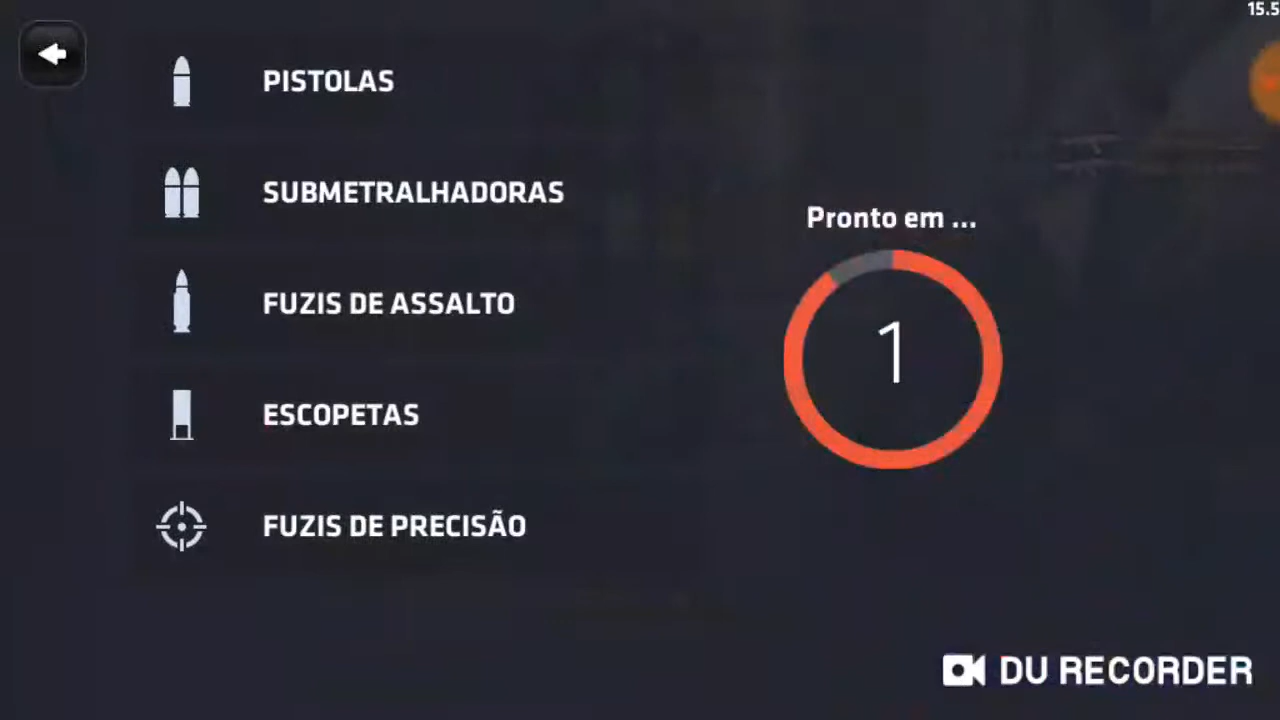 15.5
PISTOLAS
SUBMETRALHADORAS
Pronto em ...
FUZIS DE ASSALTO
1
ESCOPETAS
FUZIS DE PRECISÃO
DU RECORDER